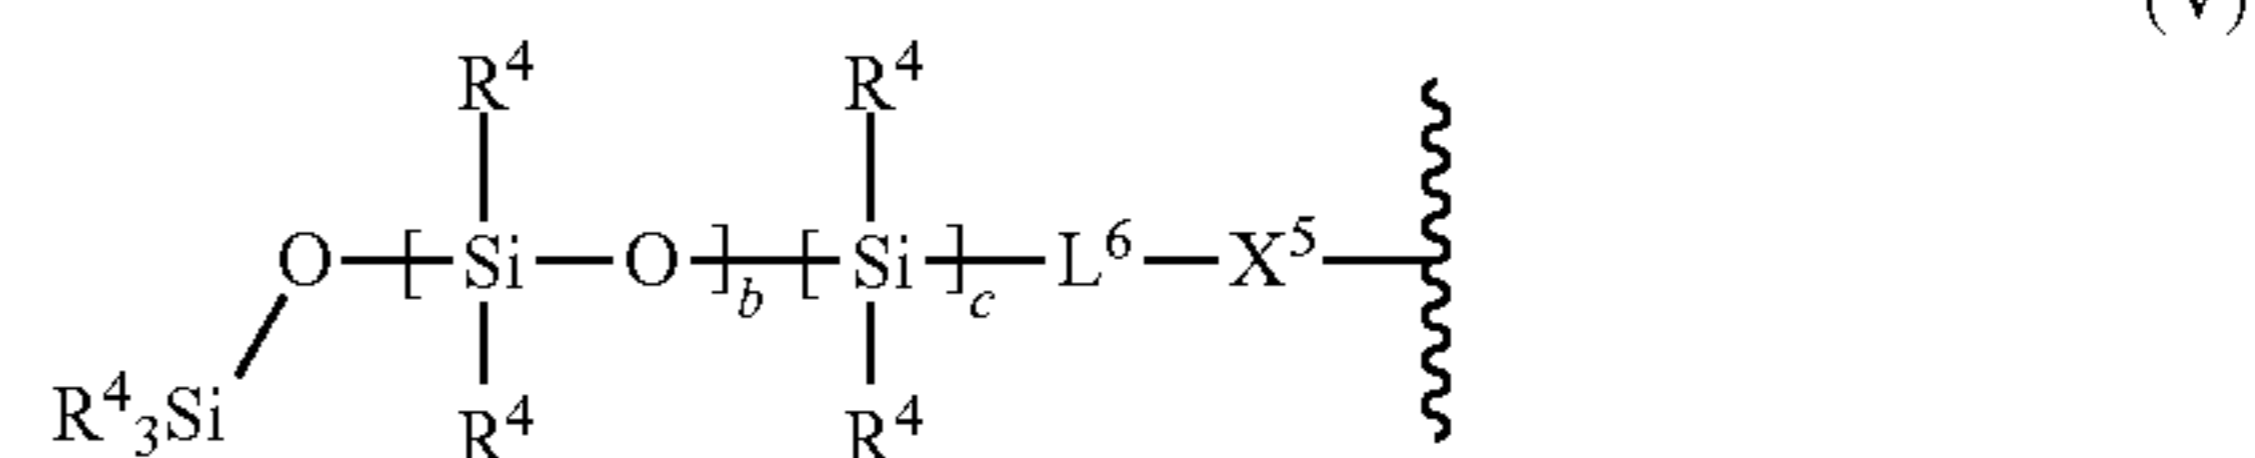 (V)
R⁴ R⁴
O—[Si—O]b—[Si]c—L⁶—X⁵—
R⁴₃Si R⁴ R⁴